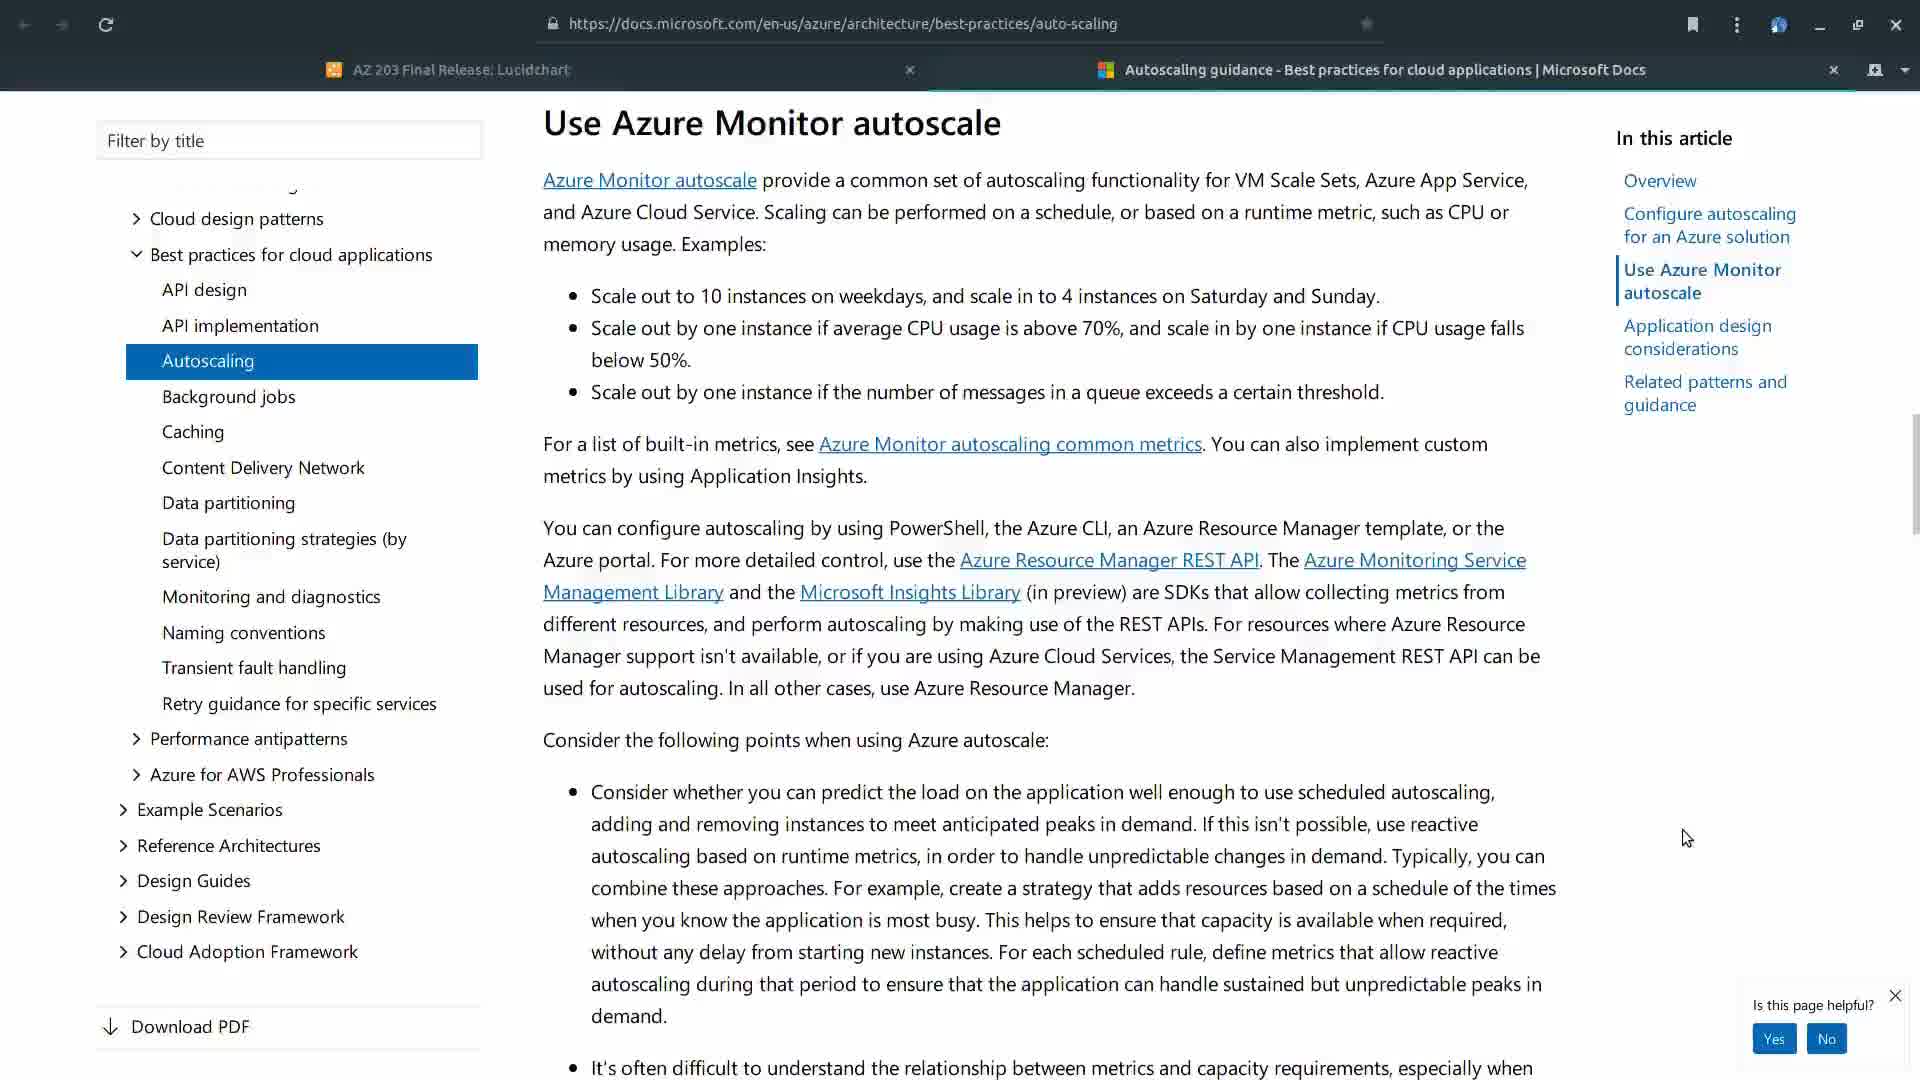 https://docs.microsoft.com/en-us/azure/architecture/best-practices/auto-scaling
AZ 203 Final Release: Lucidchart
Autoscaling guidance - Best practices for cloud applications | Microsoft Docs
Filter by title
Cloud design patterns
Best practices for cloud applications
API design
API implementation
Autoscaling
Background jobs
Caching
Content Delivery Network
Data partitioning
Data partitioning strategies (by
service)
Monitoring and diagnostics
Naming conventions
Transient fault handling
Retry guidance for specific services
Performance antipatterns
Azure for AWS Professionals
Example Scenarios
Reference Architectures
Design Guides
Design Review Framework
Cloud Adoption Framework
Download PDF
Use Azure Monitor autoscale
Azure Monitor autoscale provide a common set of autoscaling functionality for VM Scale Sets, Azure App Service,
and Azure Cloud Service. Scaling can be performed on a schedule, or based on a runtime metric, such as CPU or
memory usage. Examples:
• Scale out to 10 instances on weekdays, and scale in to 4 instances on Saturday and Sunday.
• Scale out by one instance if average CPU usage is above 70%, and scale in by one instance if CPU usage falls
below 50%.
• Scale out by one instance if the number of messages in a queue exceeds a certain threshold.
For a list of built-in metrics, see Azure Monitor autoscaling common metrics. You can also implement custom
metrics by using Application Insights.
You can configure autoscaling by using PowerShell, the Azure CLI, an Azure Resource Manager template, or the
Azure portal. For more detailed control, use the Azure Resource Manager REST API. The Azure Monitoring Service
Management Library and the Microsoft Insights Library (in preview) are SDKs that allow collecting metrics from
different resources, and perform autoscaling by making use of the REST APIs. For resources where Azure Resource
Manager support isn't available, or if you are using Azure Cloud Services, the Service Management REST API can be
used for autoscaling. In all other cases, use Azure Resource Manager.
Consider the following points when using Azure autoscale:
• Consider whether you can predict the load on the application well enough to use scheduled autoscaling,
adding and removing instances to meet anticipated peaks in demand. If this isn't possible, use reactive
autoscaling based on runtime metrics, in order to handle unpredictable changes in demand. Typically, you can
combine these approaches. For example, create a strategy that adds resources based on a schedule of the times
when you know the application is most busy. This helps to ensure that capacity is available when required,
without any delay from starting new instances. For each scheduled rule, define metrics that allow reactive
autoscaling during that period to ensure that the application can handle sustained but unpredictable peaks in
demand.
• It's often difficult to understand the relationship between metrics and capacity requirements, especially when
In this article
Overview
Configure autoscaling
for an Azure solution
Use Azure Monitor
autoscale
Application design
considerations
Related patterns and
guidance
Is this page helpful?
Yes
No